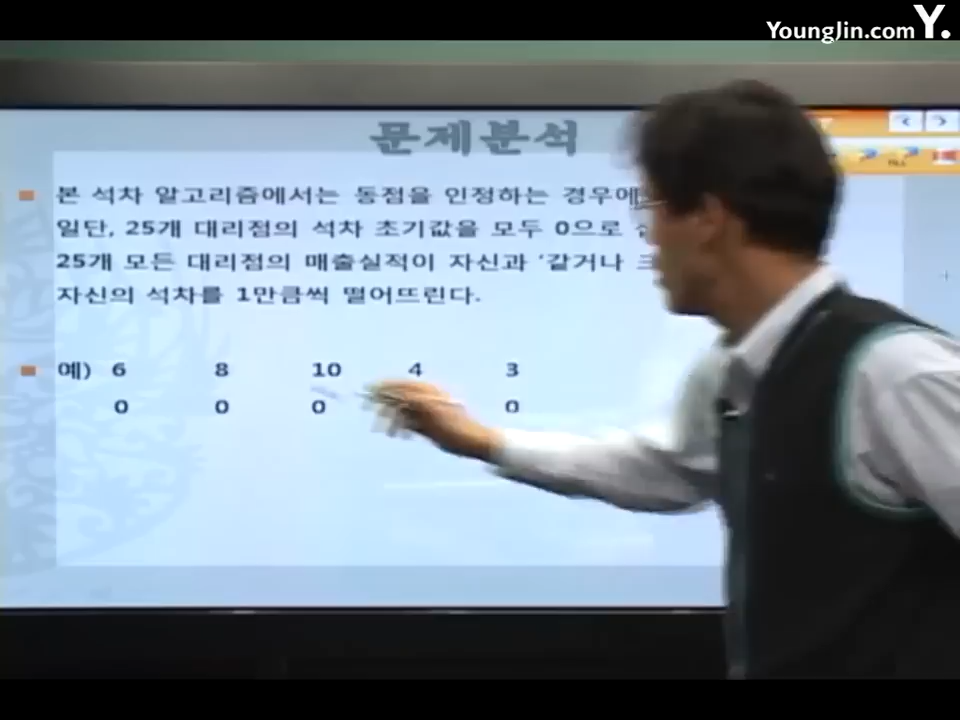 YoungJin.com Y.
문제분석
본 석차 알고리즘에서는 동점을 인정하는 경우에
일단, 25개 대리점의 석차 초기값을 모두 0으로
25개 모든 대리점의 매출실적이 자신과 '같거나
자신의 석차를 1만큼씩 떨어뜨린다.
예) 6 8 10 4 3
0 0 0 0